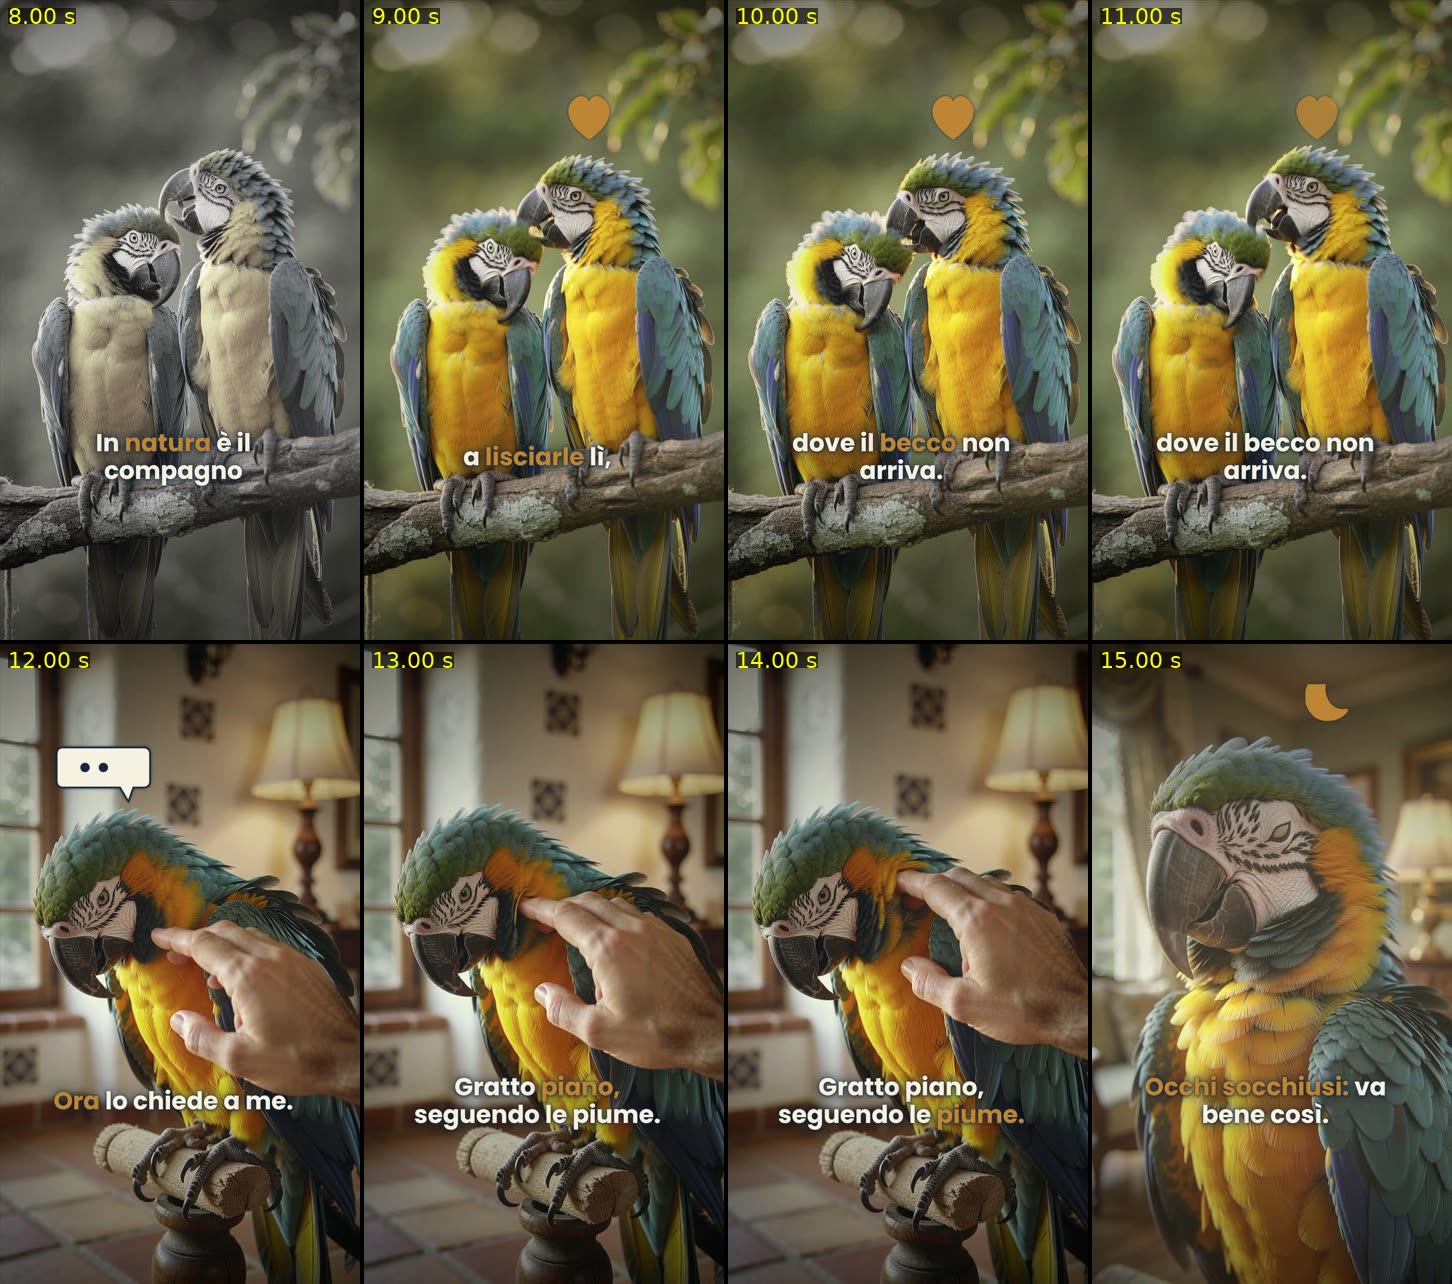 8.00 s
In natura è il
compagno
9.00 s
a lisciarle lì,
10.00 s
dove il becco non
arriva.
11.00 s
dove il becco non
arriva.
12.00 s
Ora lo chiede a me.
13.00 s
Gratto piano,
seguendo le piume.
14.00 s
Gratto piano,
seguendo le piume.
15.00 s
Occhi socchiusi: va
bene così.